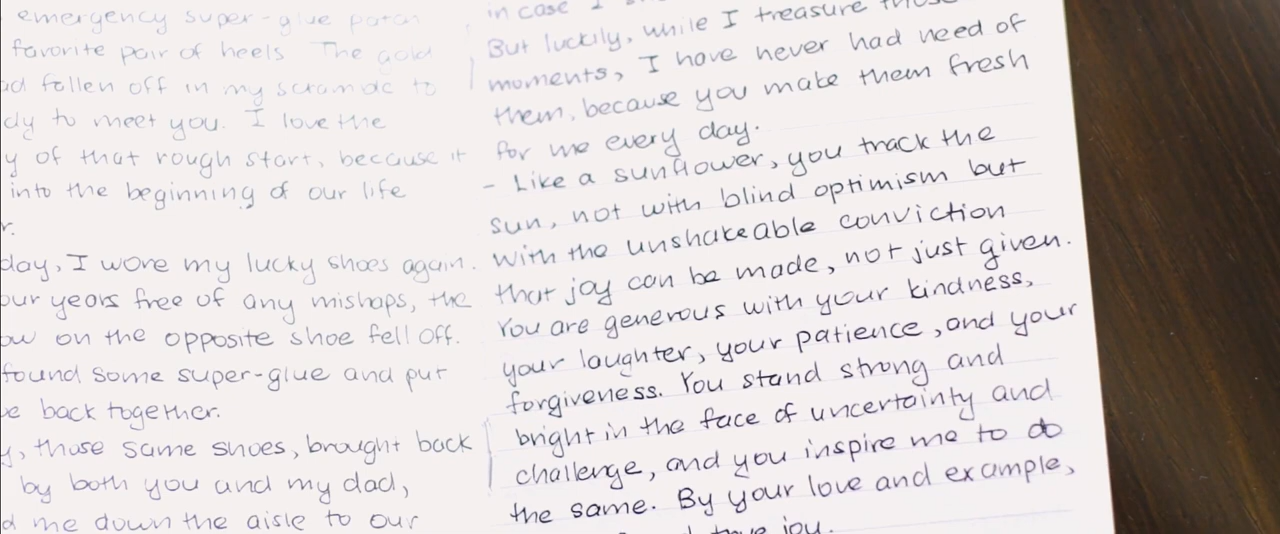 emergency super-glue patch
favorite pair of heels The gold
fallen off in my scramble to
to meet you. I love the
of that rough start, because it
into the beginning of our life
day, I wore my lucky shoes again.
years free of any mishaps, the
on the opposite shoe fell off.
found some super-glue and put
back together.
those same shoes, brought back
by both you and my dad,
me down the aisle to our
in case I
But luckily, while I treasure those
moments, I have never had need of
them, because you make them fresh
for me every day.
- Like a sunflower, you track the
sun, not with blind optimism but
with the unshakeable conviction
that joy can be made, not just given.
You are generous with your kindness,
your laughter, your patience, and your
forgiveness. You stand strong and
bright in the face of uncertainty and
challenge, and you inspire me to do
the same. By your love and example,
joy.